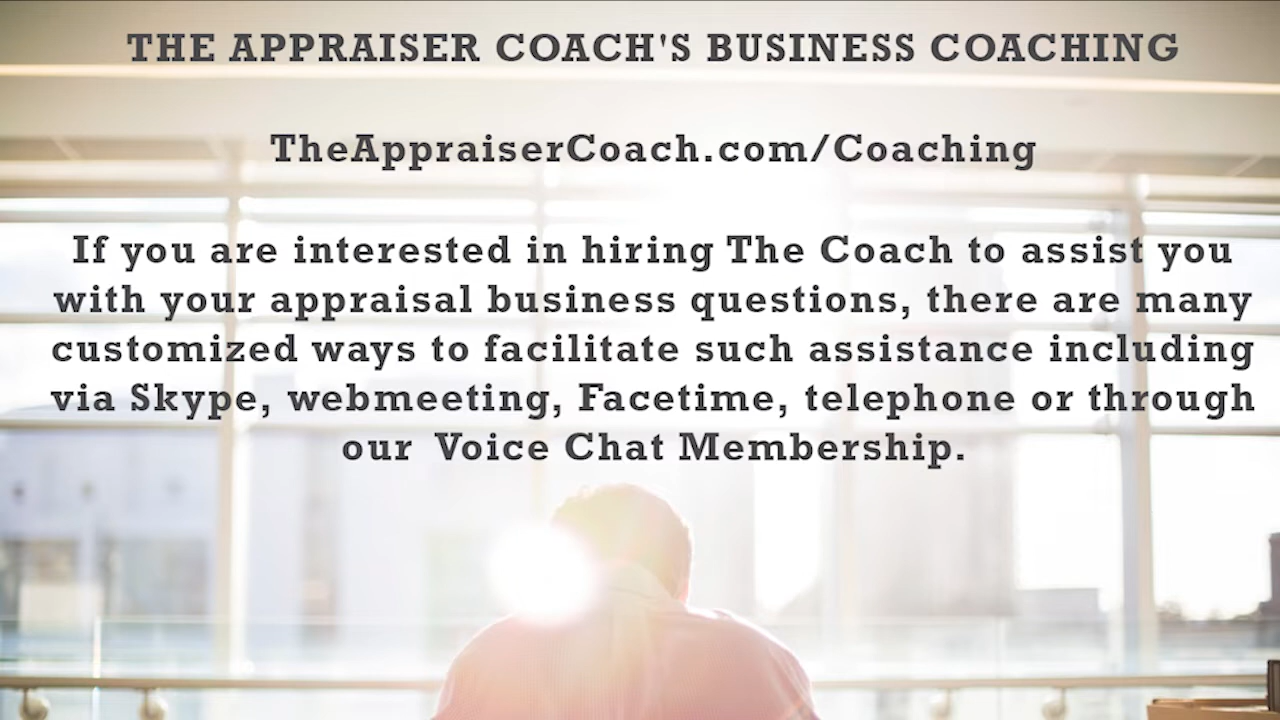 THE APPRAISER COACH'S BUSINESS COACHING
TheAppraiserCoach.com/Coaching
If you are interested in hiring The Coach to assist you
with your appraisal business questions, there are many
customized ways to facilitate such assistance including
via Skype, webmeeting, Facetime, telephone or through
our  Voice Chat Membership.